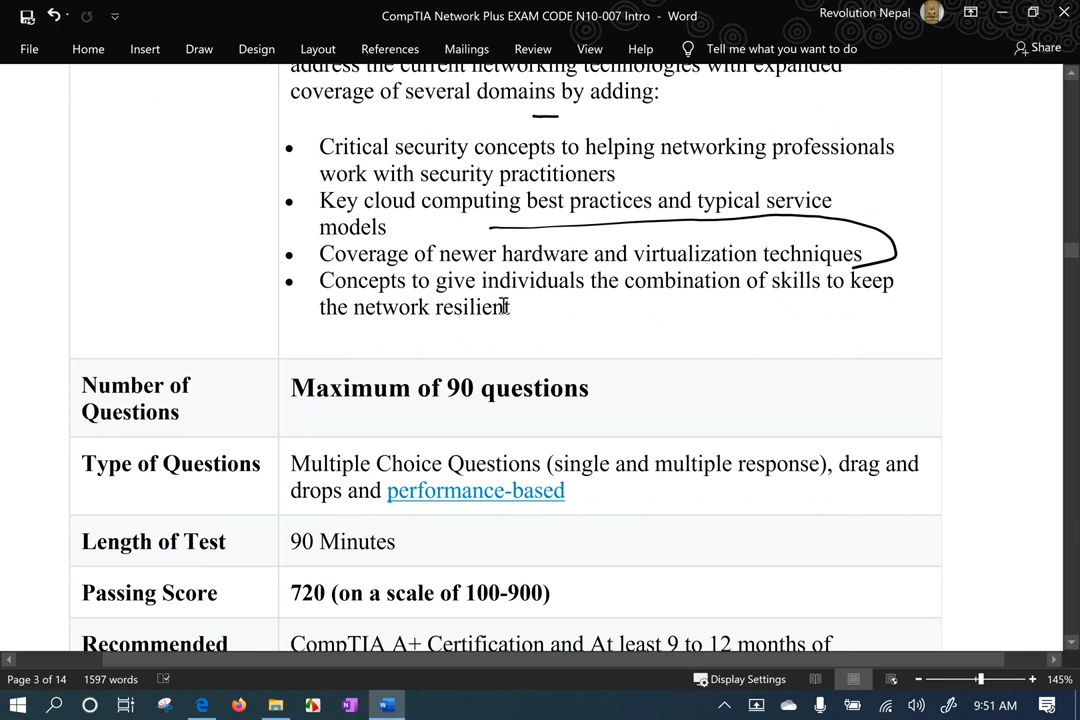 CompTIA Network Plus EXAM CODE N10-007 Intro - Word
Revolution Nepal
File Home Insert Draw Design Layout References Mailings Review View Help Tell me what you want to do Share
address the current networking technologies with expanded
coverage of several domains by adding:
• Critical security concepts to helping networking professionals
work with security practitioners
• Key cloud computing best practices and typical service
models
• Coverage of newer hardware and virtualization techniques
• Concepts to give individuals the combination of skills to keep
the network resilient
Number of
Questions
Maximum of 90 questions
Type of Questions
Multiple Choice Questions (single and multiple response), drag and
drops and performance-based
Length of Test
90 Minutes
Passing Score
720 (on a scale of 100-900)
Recommended
CompTIA A+ Certification and At least 9 to 12 months of
Page 3 of 14 1597 words Display Settings 145%
9:51 AM